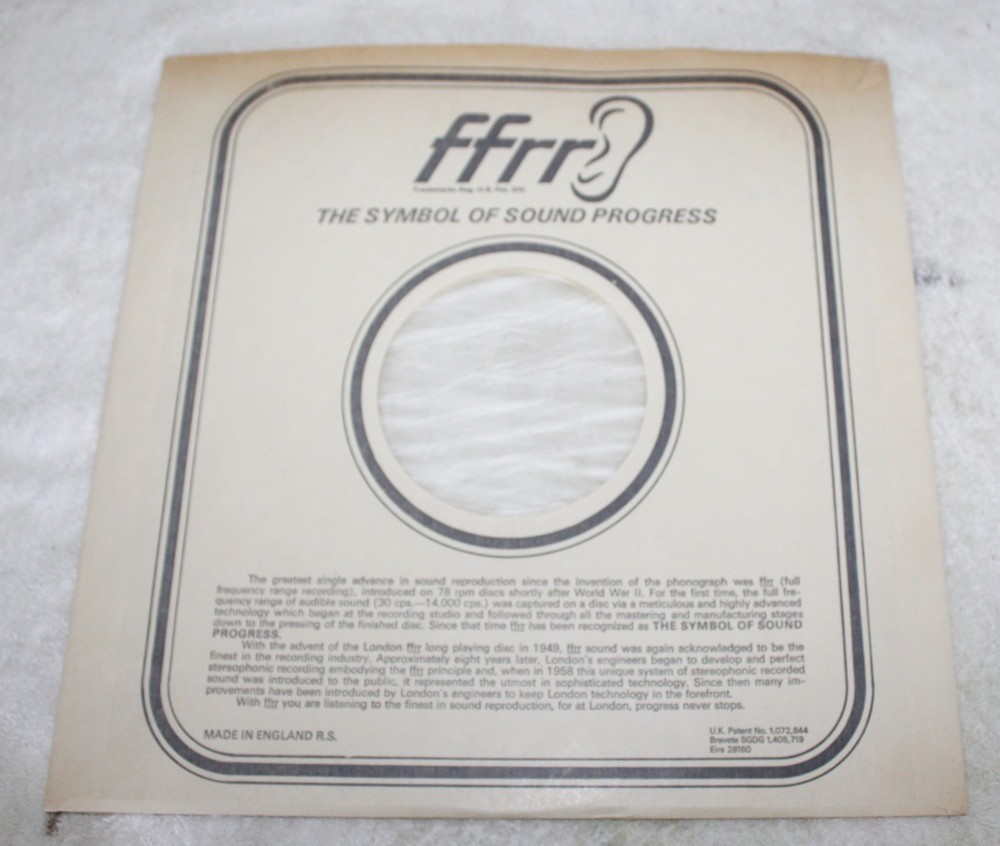 ffrr
Trademarks Reg. U.S. Pat. Off.
THE SYMBOL OF SOUND PROGRESS
The greatest single advance in sound reproduction since the invention of the phonograph was ffrr (full
frequency range recording), introduced on 78 rpm discs shortly after World War II. For the first time, the full fre-
quency range of audible sound (30 cps.—14,000 cps.) was captured on a disc via a meticulous and highly advanced
technology which began at the recording studio and followed through all the mastering and manufacturing stages
down to the pressing of the finished disc. Since that time ffrr has been recognized as THE SYMBOL OF SOUND
PROGRESS.
With the advent of the London ffrr long playing disc in 1949, ffrr sound was again acknowledged to be the
finest in the recording industry. Approximately eight years later, London's engineers began to develop and perfect
stereophonic recording embodying the ffrr principle and, when in 1958 this unique system of stereophonic recorded
sound was introduced to the public, it represented the utmost in sophisticated technology. Since then many im-
provements have been introduced by London's engineers to keep London technology in the forefront.
With ffrr you are listening to the finest in sound reproduction, for at London, progress never stops.
MADE IN ENGLAND R.S.
U.K. Patent No. 1,072,844
Brevets SGDG 1,405,719
Eire 28160